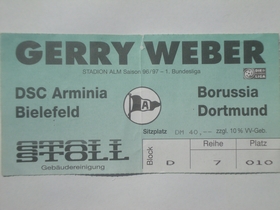 GERRY WEBER
STADION ALM Saison 96/97 - 1. Bundesliga
DSC Arminia
Bielefeld
A
Borussia
Dortmund
Sitzplatz DM 40,-- zzgl. 10 % VV-Geb.
STOLL
Gebäudereinigung
Block Reihe Platz
D 7 010